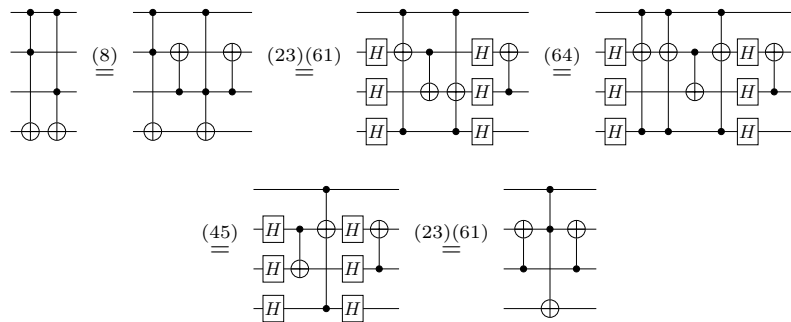 (8)
=
(23)(61)
=
H H
H H
H H
(64)
=
H H
H H
H H
(45)
=
H H
H H
H H
(23)(61)
=